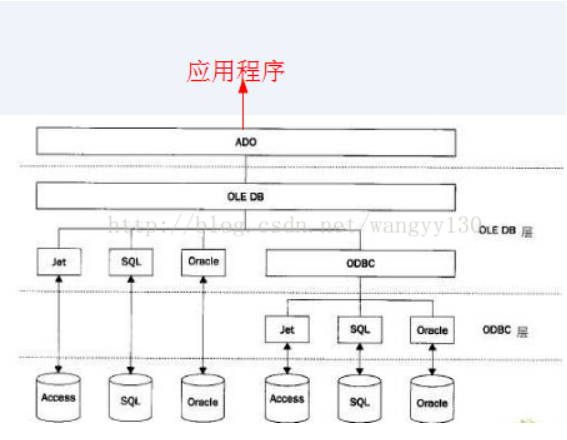 应用程序
ADO
OLE DB
http://blog.csdn.net/wangyy130
OLE DB 层
Jet SQL Oracle ODBC
Jet SQL Oracle ODBC 层
Access SQL Oracle Access SQL Oracle